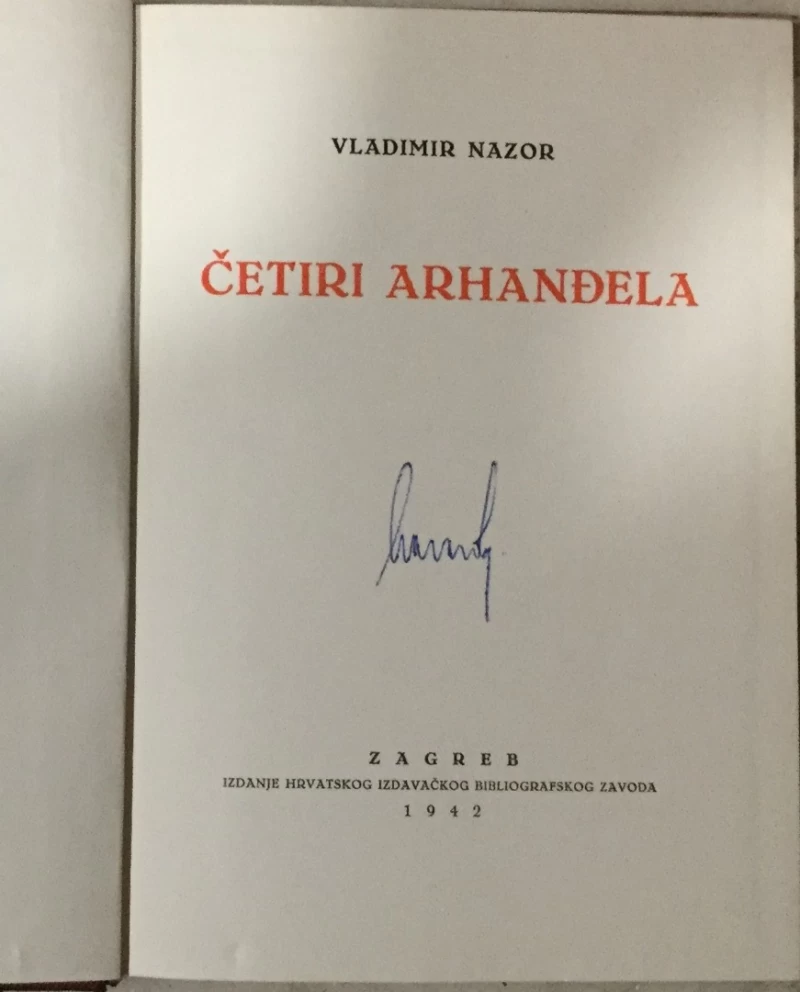 VLADIMIR NAZOR
ČETIRI ARHANĐELA
ZAGREB
IZDANJE HRVATSKOG IZDAVAČKOG BIBLIOGRAFSKOG ZAVODA
1942